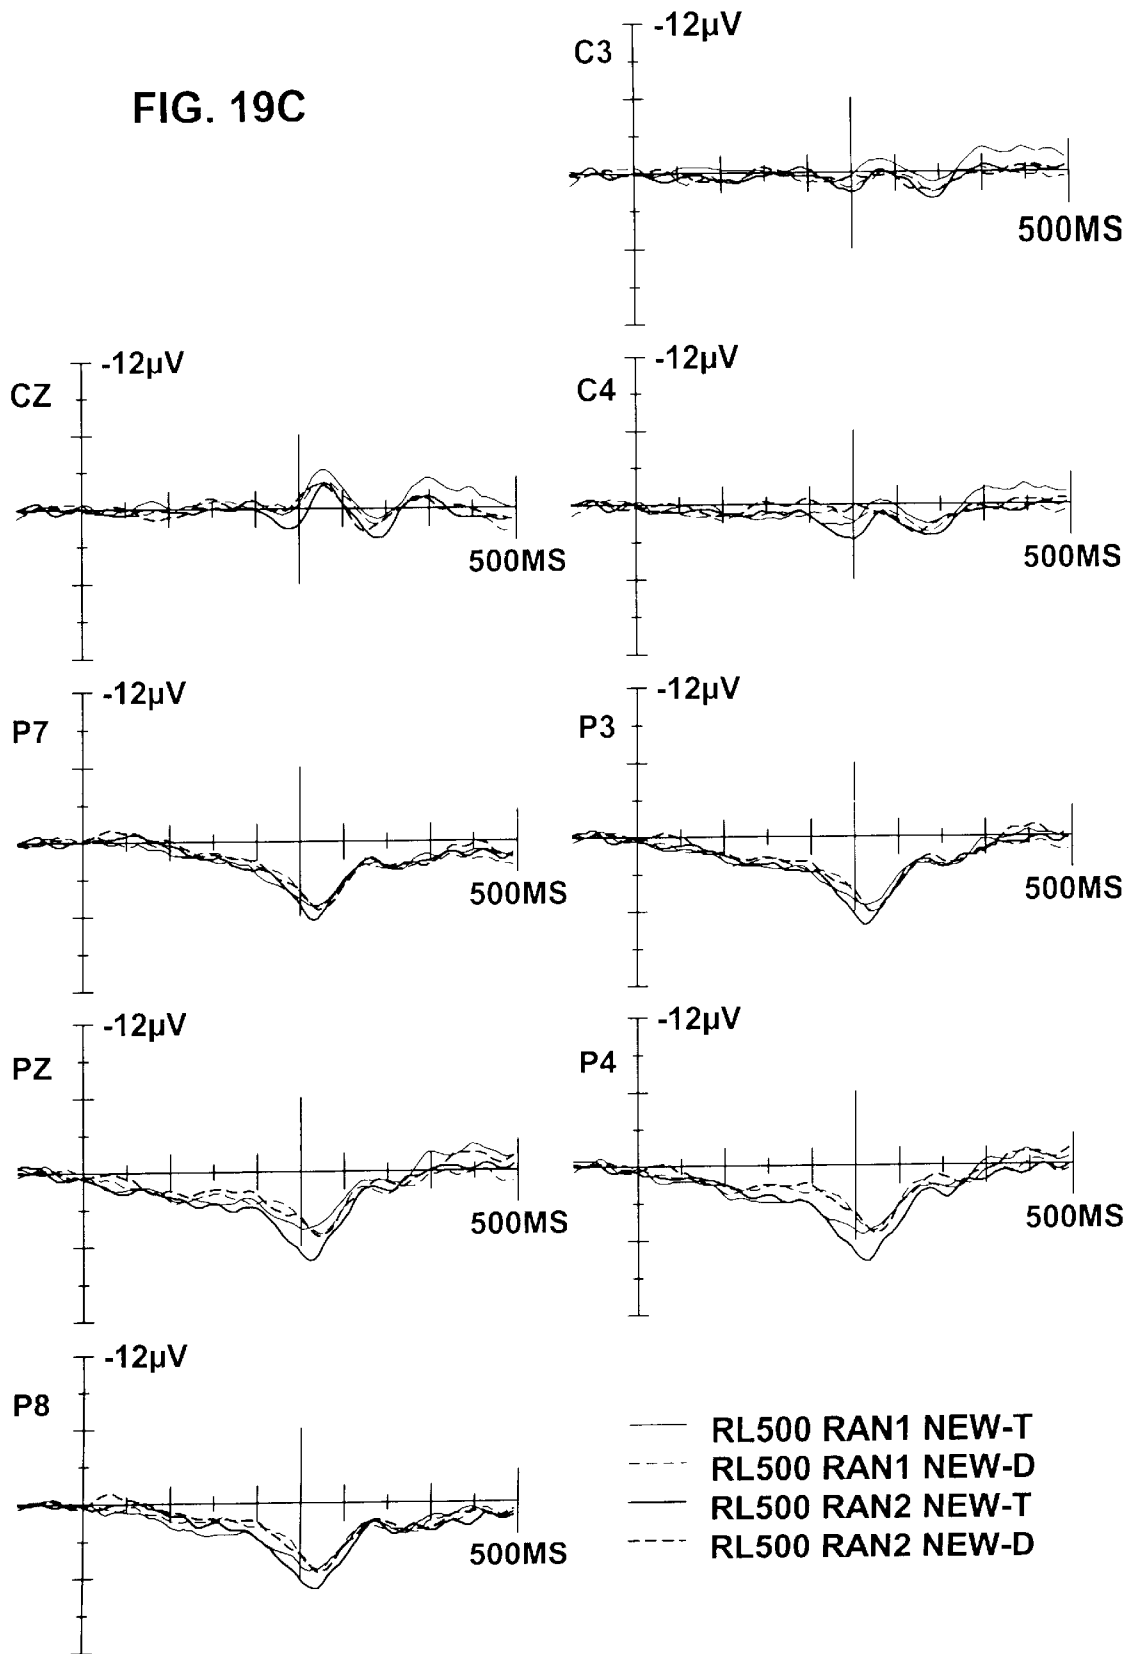 FIG. 19C
C3
-12µV
500MS
CZ
-12µV
500MS
C4
-12µV
500MS
P7
-12µV
500MS
P3
-12µV
500MS
PZ
-12µV
500MS
P4
-12µV
500MS
P8
-12µV
500MS
RL500 RAN1 NEW-T
RL500 RAN1 NEW-D
RL500 RAN2 NEW-T
RL500 RAN2 NEW-D